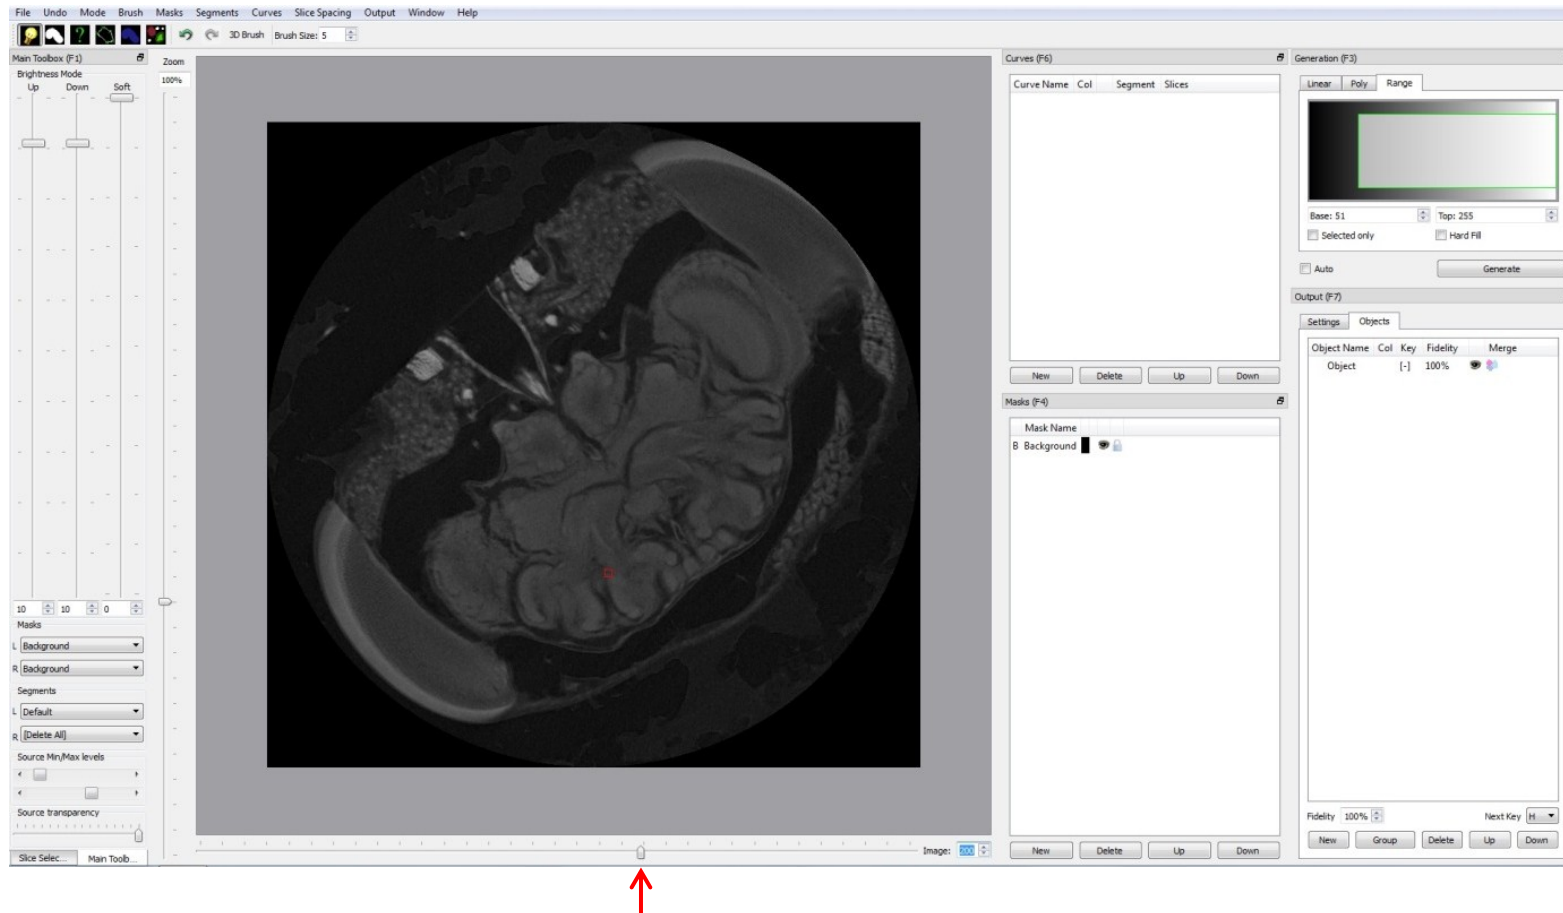 File Undo Mode Brush Masks Segments Curves Slice Spacing Output Window Help
3D Brush Brush Size: 5
Main Toolbox (F1)
Brightness Mode
Up Down Soft
10 10 0
Masks
L Background
R Background
Segments
L Default
R [Delete All]
Source Min/Max levels
Source transparency
Slice Selec... Main Toolb...
Zoom
100%
Image: 200
Curves (F6)
Curve Name Col Segment Slices
New Delete Up Down
Masks (F4)
Mask Name
B Background
New Delete Up Down
Generation (F3)
Linear Poly Range
Base: 51 Top: 255
Selected only Hard Fill
Auto Generate
Output (F7)
Settings Objects
Object Name Col Key Fidelity Merge
Object [-] 100%
Fidelity 100% Next Key H
New Group Delete Up Down